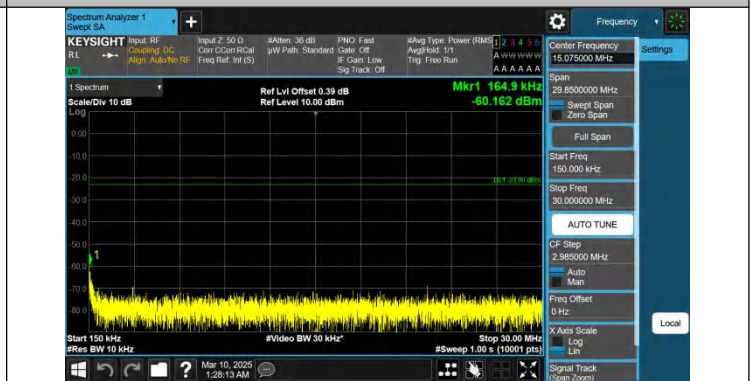 Spectrum Analyzer 1
Swept SA
Frequency
KEYSIGHT
RL
Input: RF
Coupling: DC
Align: Auto/No RF
Input Z: 50 Ω
Corr CCorr RCal
Freq Ref: Int (S)
#Atten: 36 dB
µW Path: Standard
PNO: Fast
Gate: Off
IF Gain: Low
Sig Track: Off
#Avg Type: Power (RMS
Avg|Hold: 1/1
Trig: Free Run
1 2 3 4 5 6
A W W W W W
A A A A A A
1 Spectrum
Scale/Div 10 dB
Log
Ref Lvl Offset 0.39 dB
Ref Level 10.00 dBm
Mkr1 164.9 kHz
-60.162 dBm
0.00
-10.0
-20.0
-30.0
-40.0
-50.0
-60.0
-70.0
-80.0
1
Start 150 kHz
#Res BW 10 kHz
#Video BW 30 kHz*
Stop 30.00 MHz
#Sweep 1.00 s (10001 pts)
Center Frequency
15.075000 MHz
Settings
Span
29.8500000 MHz
Swept Span
Zero Span
Full Span
Start Freq
150.000 kHz
Stop Freq
30.000000 MHz
AUTO TUNE
CF Step
2.985000 MHz
Auto
Man
Freq Offset
0 Hz
X Axis Scale
Log
Lin
Signal Track
(Span Zoom)
Local
?
Mar 10, 2025
1:28:13 AM